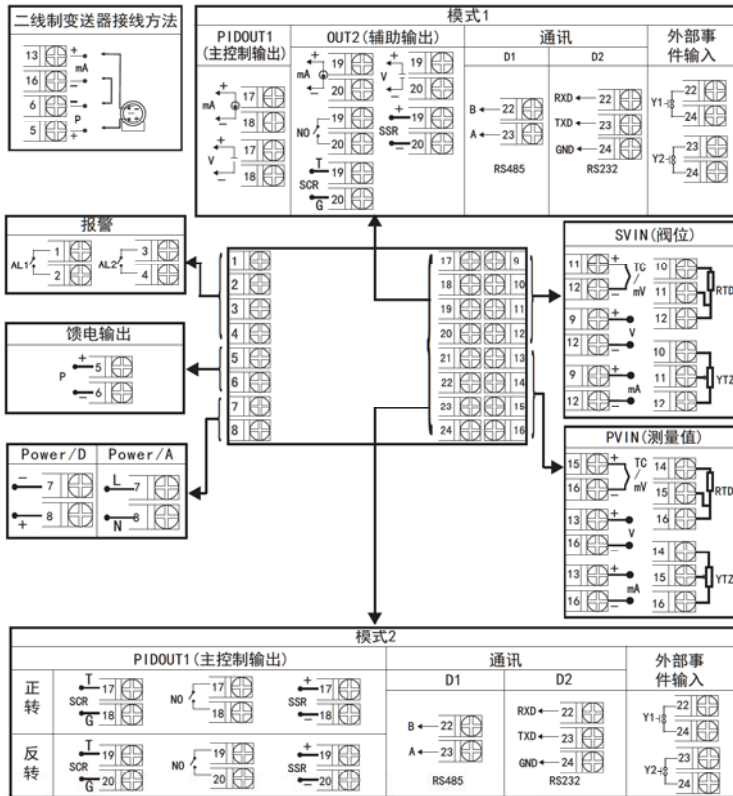 二线制变送器接线方法
13 +
mA
16 −
6 −
P
5 +
模式1
PIDOUT1
(主控制输出)
OUT2(辅助输出)
通讯
D1 D2
外部事
件输入
+ 17
mA
− 18
+ 17
V
− 18
+ 19
mA
− 20
+ 19
V
− 20
NO 19
20
+ 19
SSR
− 20
T 19
SCR
G 20
B 22
A 23
RS485
RXD 22
TXD 23
GND 24
RS232
Y1 22
24
Y2 23
24
报警
AL1 1
2
AL2 3
4
馈电输出
+ 5
P
− 6
Power/D Power/A
− 7
+ 8
L 7
N 8
1
2
3
4
5
6
7
8
17 9
18 10
19 11
20 12
21 13
22 14
23 15
24 16
SVIN(阀位)
11 + TC
/
12 − mV
10
11 RTD
12
9 +
V
12 −
10
11 YTZ
12
9 +
mA
12 −
PVIN(测量值)
15 + TC
/
16 − mV
14
15 RTD
16
13 +
V
16 −
14
15 YTZ
16
13 +
mA
16 −
模式2
PIDOUT1(主控制输出)
通讯
D1 D2
外部事
件输入
正
转
T 17
SCR
G 18
NO 17
18
+ 17
SSR
− 18
反
转
T 19
SCR
G 20
NO 19
20
+ 19
SSR
− 20
B 22
A 23
RS485
RXD 22
TXD 23
GND 24
RS232
Y1 22
24
Y2 23
24